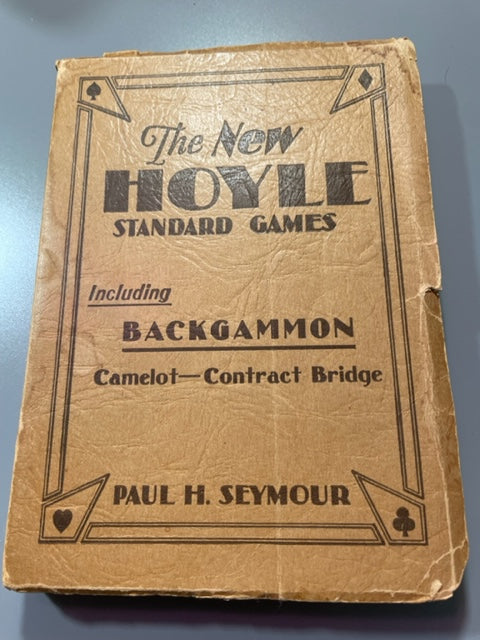 The New
HOYLE
STANDARD GAMES
Including
BACKGAMMON
Camelot—Contract Bridge
PAUL H. SEYMOUR